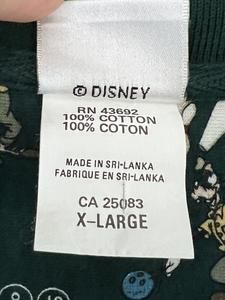 © DISNEY
RN 43692
100% COTTON
100% COTON
MADE IN SRI-LANKA
FABRIQUE EN SRI-LANKA
CA 25083
X-LARGE